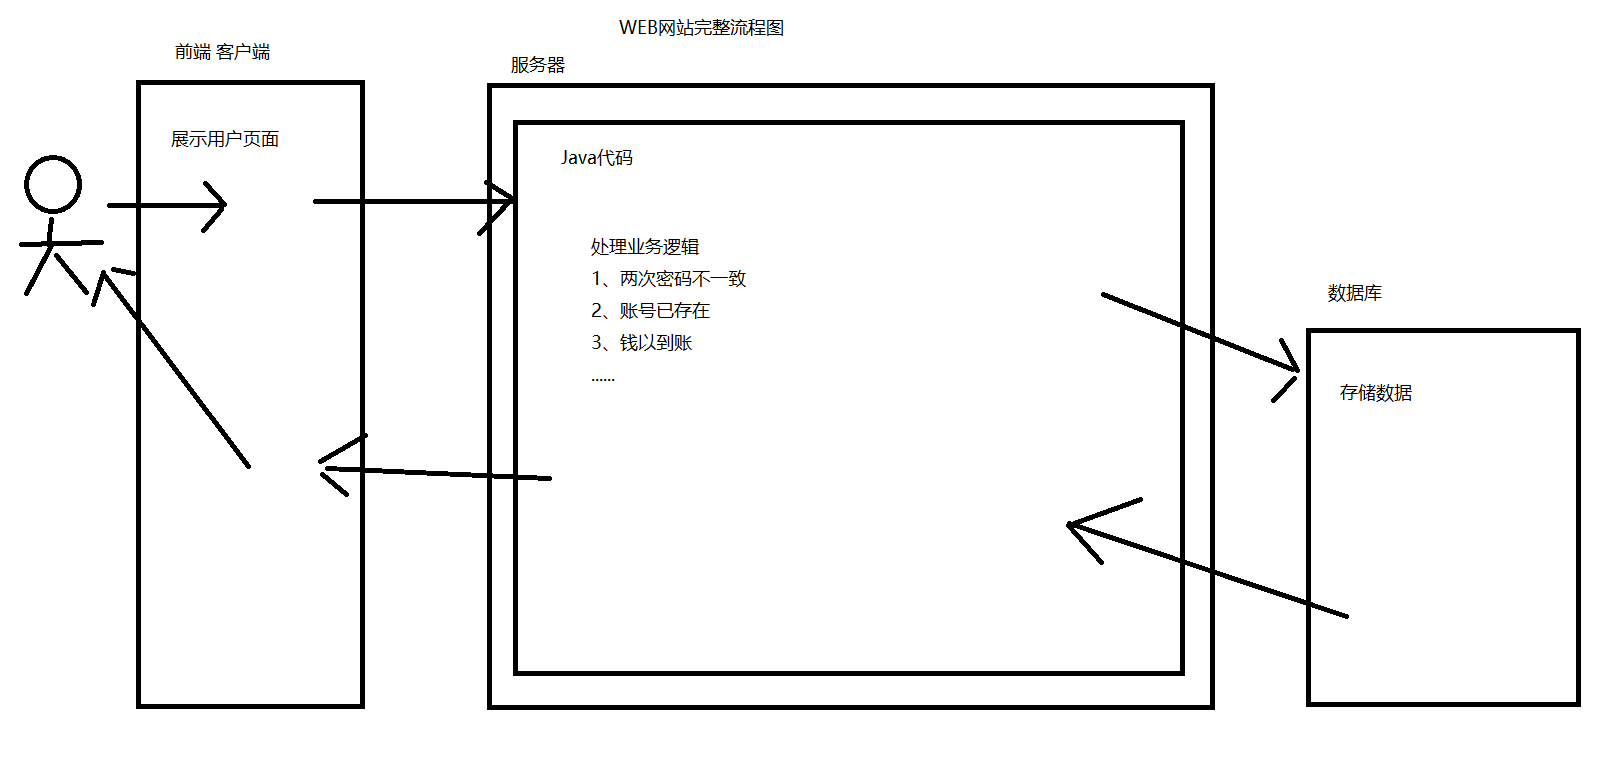 WEB网站完整流程图
前端 客户端
服务器
展示用户页面
Java代码
处理业务逻辑
1、两次密码不一致
2、账号已存在
3、钱以到账
......
数据库
存储数据